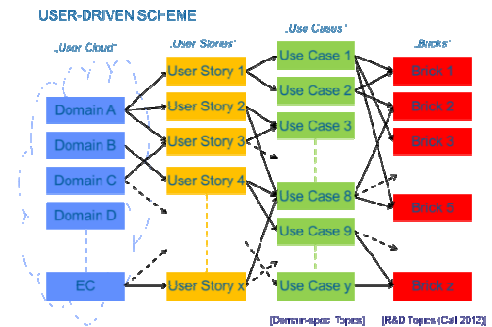 USER-DRIVEN SCHEME
„User Cloud"
„User Stories"
„Use Cases"
„Bricks"
Domain A
Domain B
Domain C
Domain D
EC
User Story 1
User Story 2
User Story 3
User Story 4
User Story x
Use Case 1
Use Case 2
Use Case 3
Use Case 8
Use Case 9
Use Case y
Brick 1
Brick 2
Brick 3
Brick
Brick z
[Domain-spec. Topics]
[R&D Topics (Call 2012)]